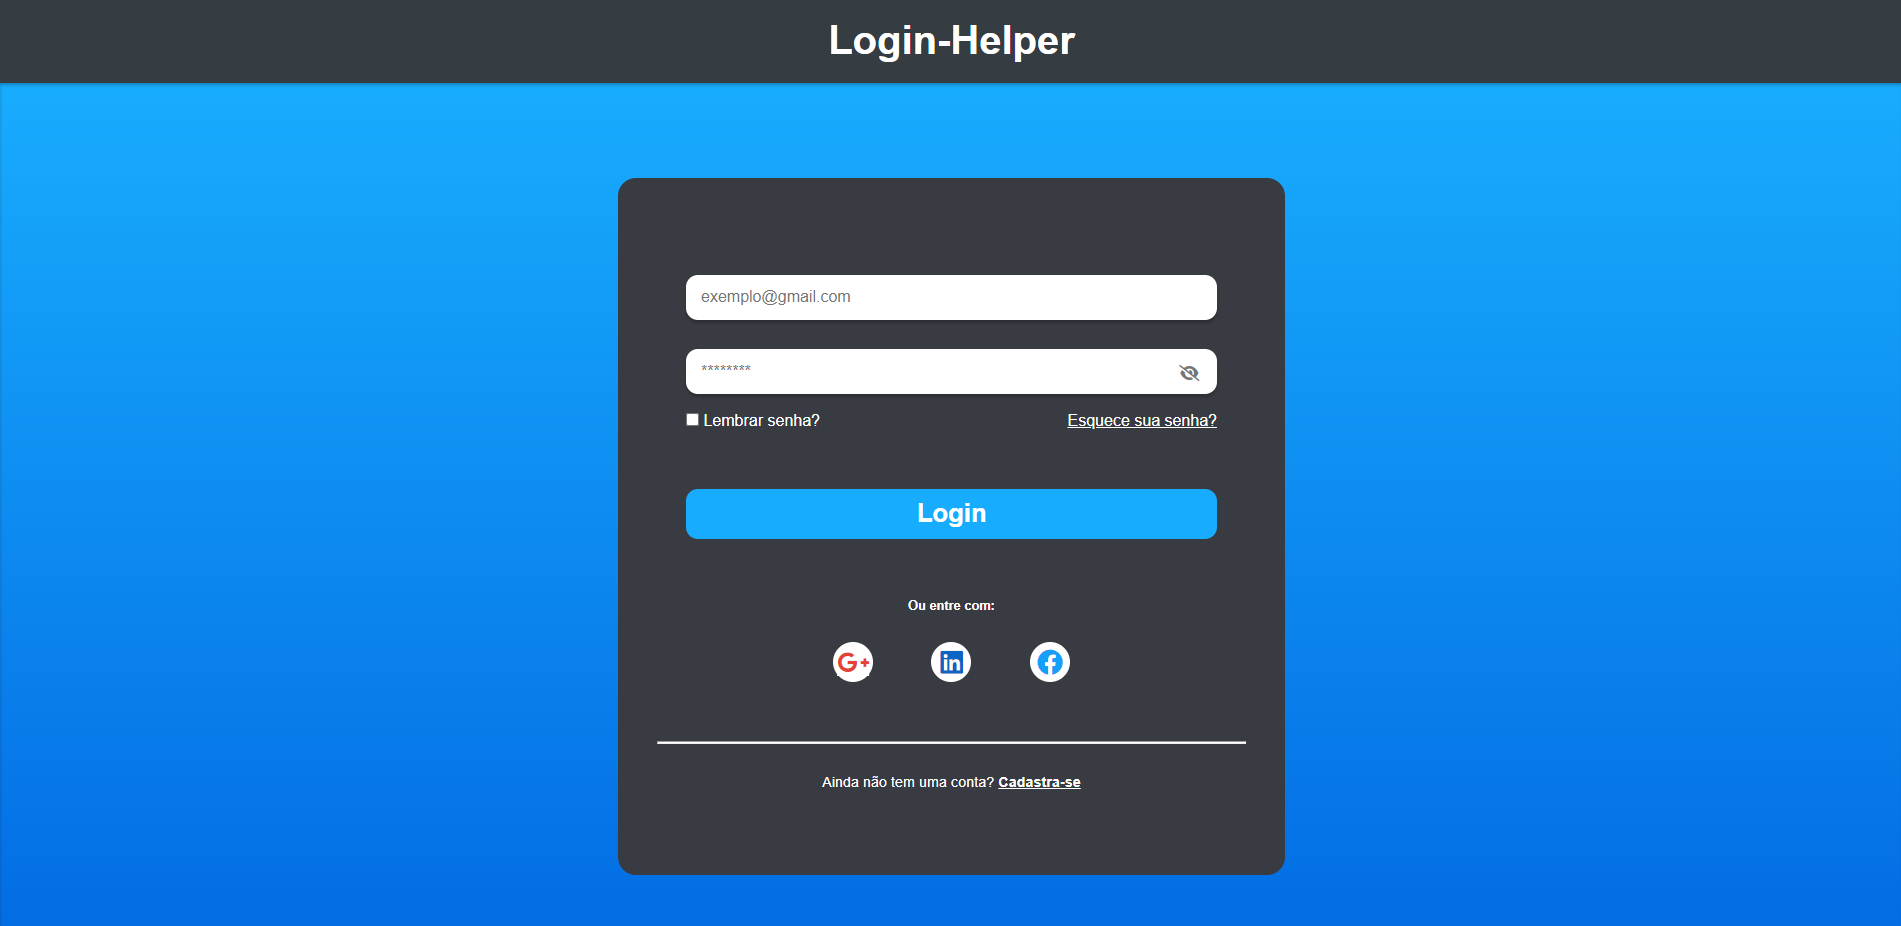 Login-Helper
exemplo@gmail.com
********
Lembrar senha? Esquece sua senha?
Login
Ou entre com:
G+ in f
Ainda não tem uma conta? Cadastra-se